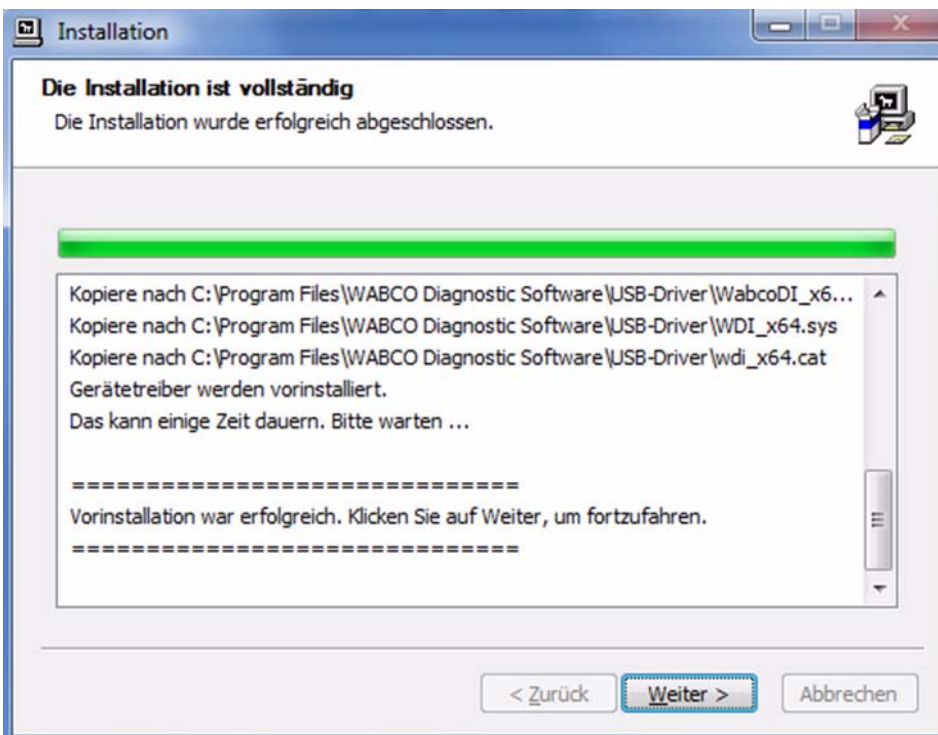 Installation
Die Installation ist vollständig
Die Installation wurde erfolgreich abgeschlossen.
Kopiere nach C:\Program Files\WABCO Diagnostic Software\USB-Driver\WabcoDI_x6...
Kopiere nach C:\Program Files\WABCO Diagnostic Software\USB-Driver\WDI_x64.sys
Kopiere nach C:\Program Files\WABCO Diagnostic Software\USB-Driver\wdi_x64.cat
Gerätetreiber werden vorinstalliert.
Das kann einige Zeit dauern. Bitte warten ...
==============================
Vorinstallation war erfolgreich. Klicken Sie auf Weiter, um fortzufahren.
==============================
< Zurück Weiter > Abbrechen